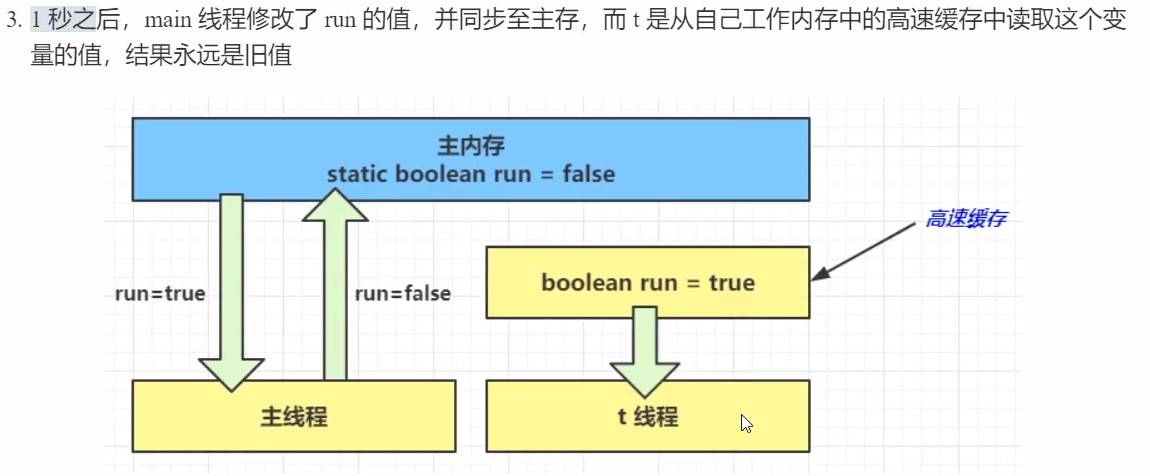 3. 1 秒之后，main 线程修改了 run 的值，并同步至主存，而 t 是从自己工作内存中的高速缓存中读取这个变
量的值，结果永远是旧值
主内存
static boolean run = false
高速缓存
run=true
run=false
boolean run = true
主线程
t 线程